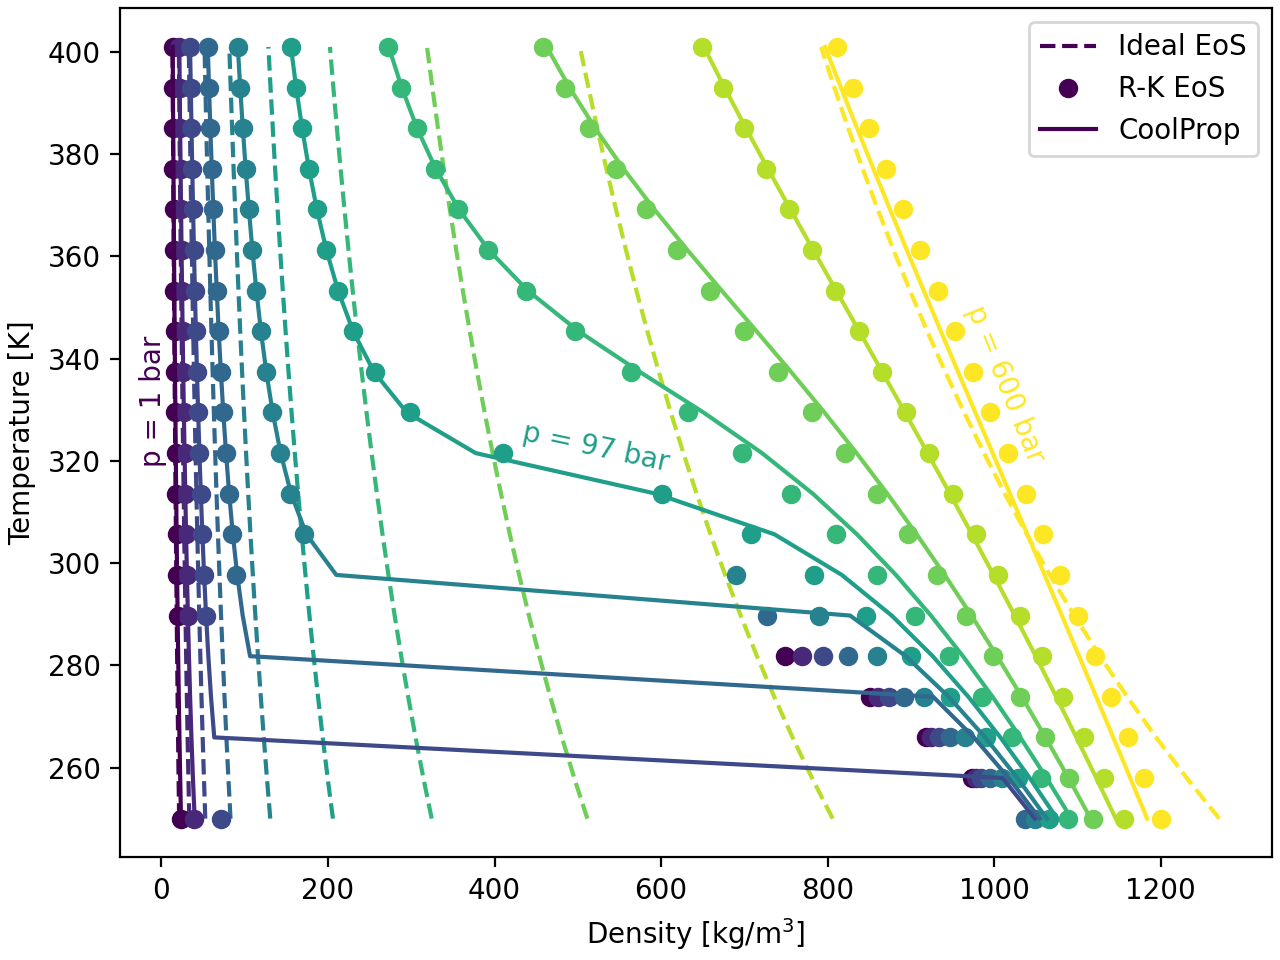 Ideal EoS
R-K EoS
CoolProp
400
380
360
340
320
300
280
260
Temperature [K]
p = 1 bar
p = 97 bar
p = 600 bar
0
200
400
600
800
1000
1200
Density [kg/m³]